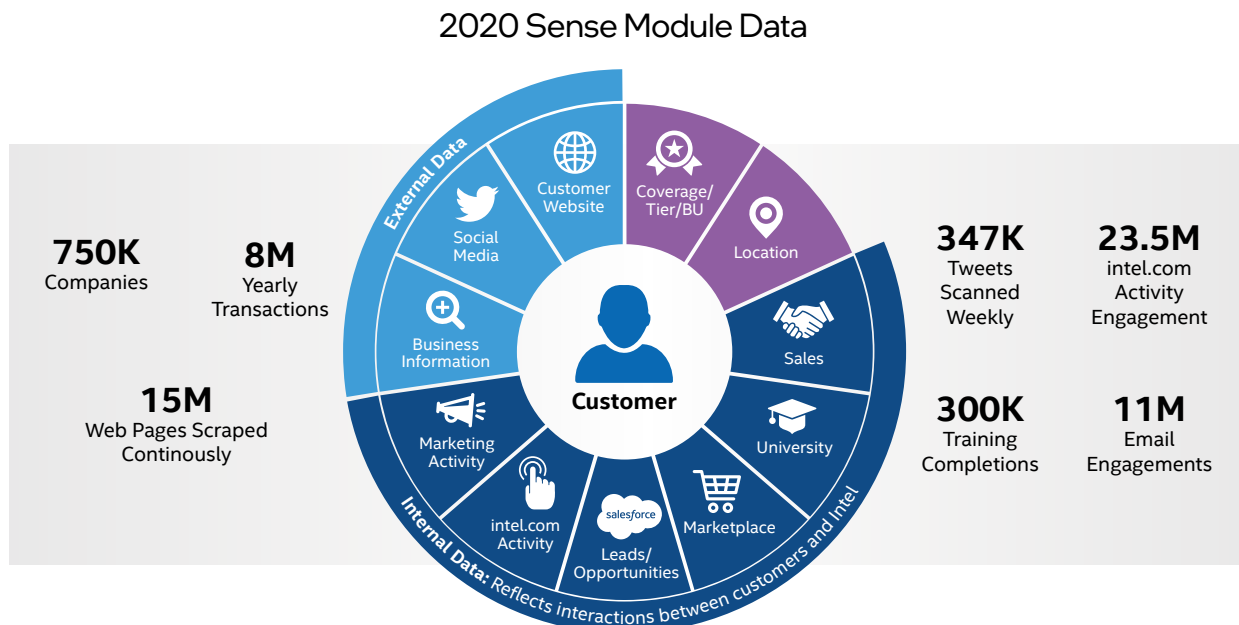 2020 Sense Module Data
750K
Companies
8M
Yearly
Transactions
15M
Web Pages Scraped
Continously
External Data
Customer
Website
Social
Media
Business
Information
Coverage/
Tier/BU
Location
Sales
University
Marketplace
salesforce
Leads/
Opportunities
intel.com
Activity
Marketing
Activity
Customer
Internal Data: Reflects interactions between customers and Intel
347K
Tweets
Scanned
Weekly
23.5M
intel.com
Activity
Engagement
300K
Training
Completions
11M
Email
Engagements